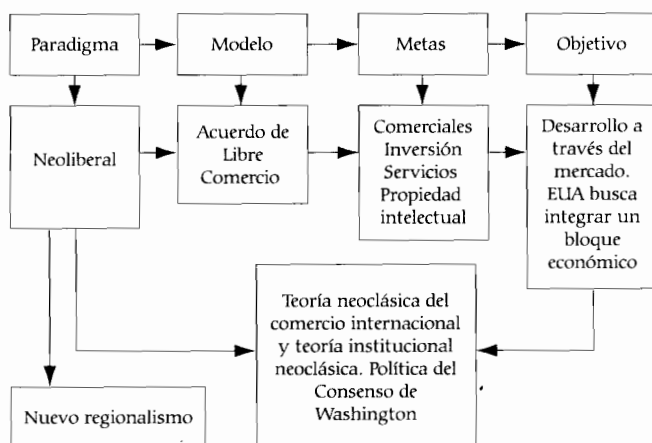 Paradigma
Modelo
Metas
Objetivo
Neoliberal
Acuerdo de
Libre
Comercio
Comerciales
Inversión
Servicios
Propiedad
intelectual
Desarrollo a
través del
mercado.
EUA busca
integrar un
bloque
económico
Teoría neoclásica del
comercio internacional
y teoría institucional
neoclásica. Política del
Consenso de
Washington
Nuevo regionalismo